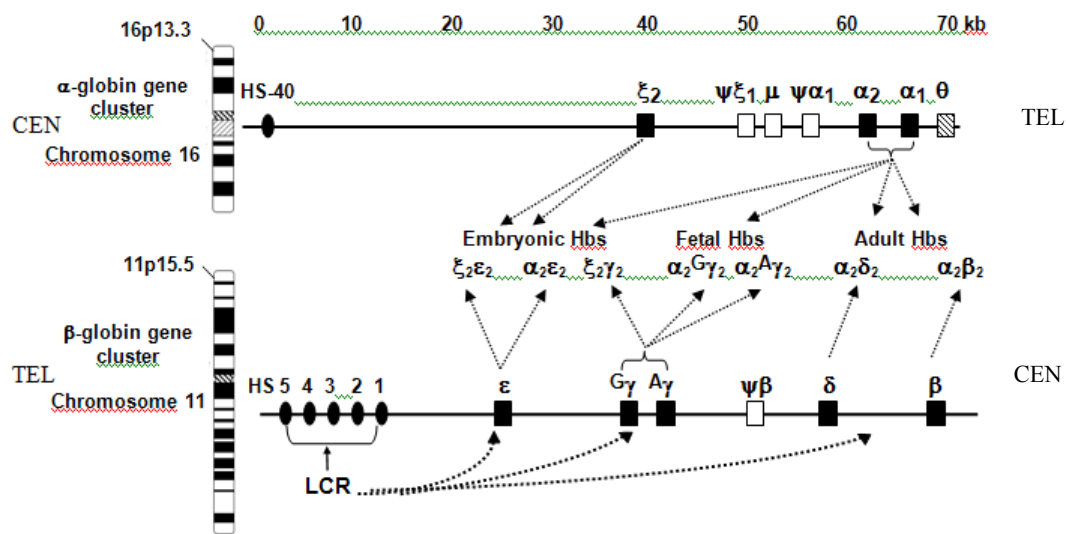 0 10 20 30 40 50 60 70 kb
16p13.3
α-globin gene
cluster
HS-40 ξ2 ψξ1 μ ψα1 α2 α1 θ
CEN TEL
Chromosome 16
Embryonic Hbs Fetal Hbs Adult Hbs
11p15.5
ξ2ε2 α2ε2 ξ2γ2 α2Gγ2 α2Aγ2 α2δ2 α2β2
β-globin gene
cluster
TEL CEN
Chromosome 11
HS 5 4 3 2 1 ε Gγ Aγ ψβ δ β
LCR